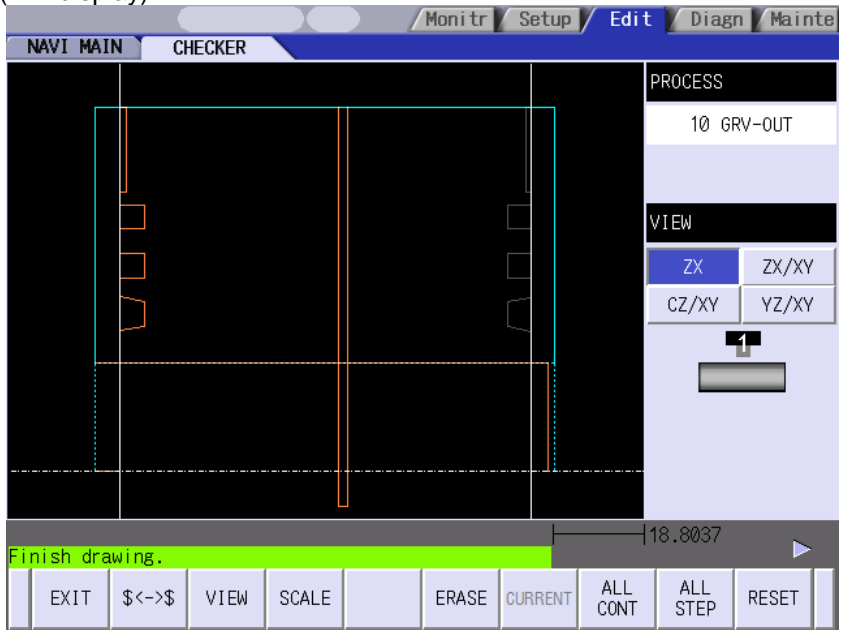 Monitr Setup Edit Diagn Mainte
NAVI MAIN CHECKER
PROCESS
10 GRV-OUT
VIEW
ZX ZX/XY
CZ/XY YZ/XY
1
18.8037
Finish drawing.
EXIT $<->$ VIEW SCALE ERASE CURRENT ALL CONT ALL STEP RESET